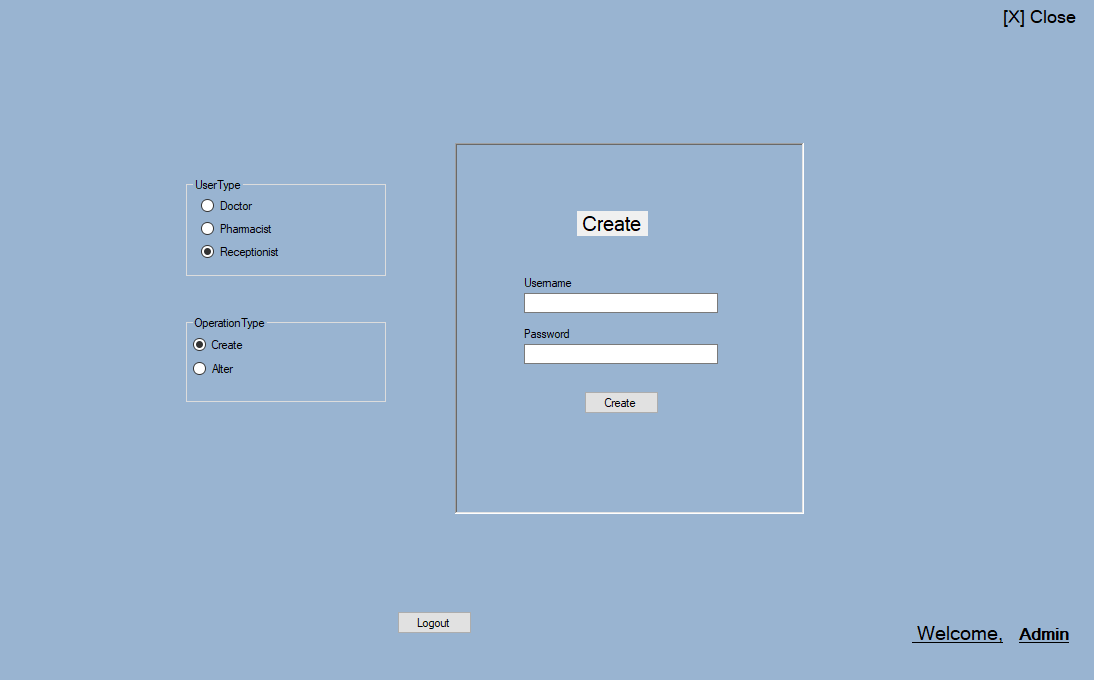 [X] Close
UserType
Doctor
Pharmacist
Receptionist
OperationType
Create
Alter
Create
Username
Password
Create
Logout
Welcome, Admin